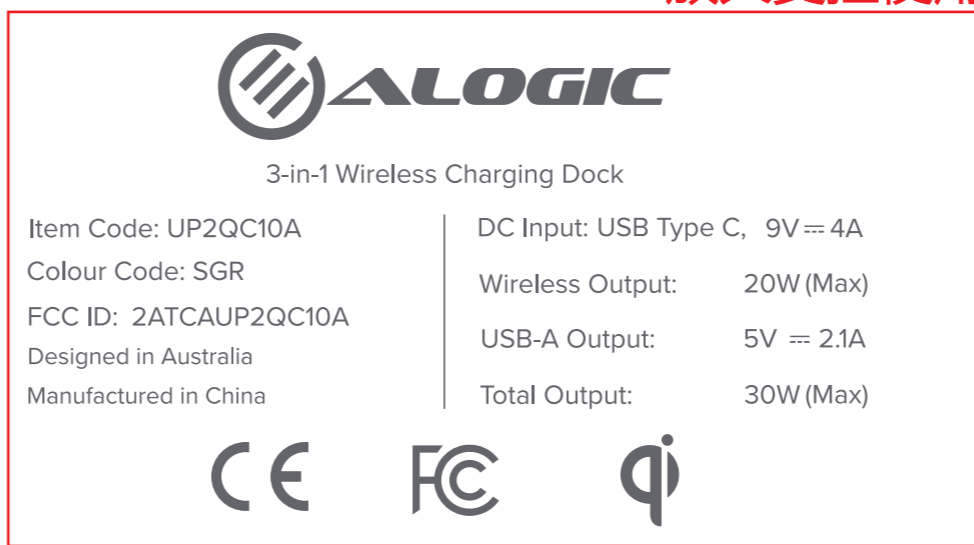 ALOGIC
3-in-1 Wireless Charging Dock
Item Code: UP2QC10A
Colour Code: SGR
FCC ID: 2ATCAUP2QC10A
Designed in Australia
Manufactured in China
DC Input: USB Type C, 9V⎓4A
Wireless Output: 20W (Max)
USB-A Output: 5V ⎓ 2.1A
Total Output: 30W (Max)
CE FC qi